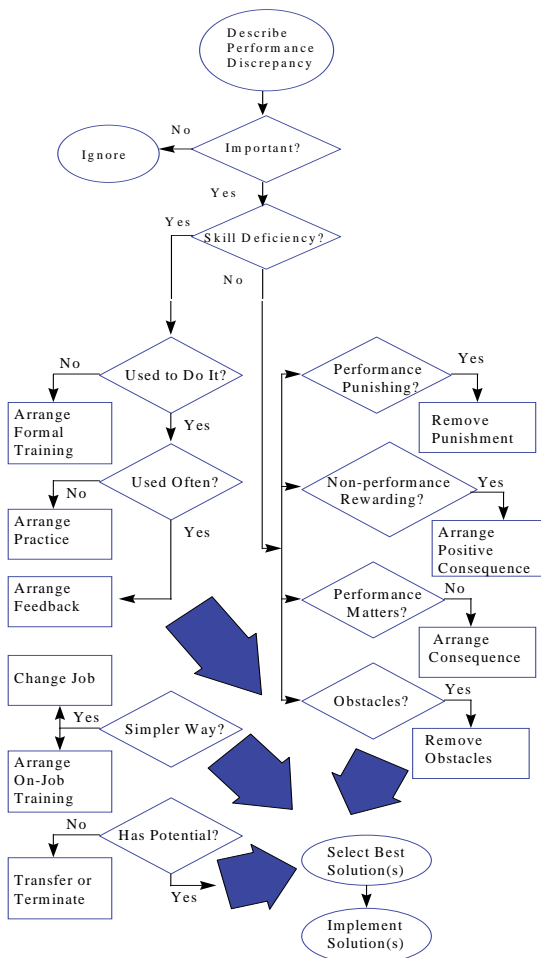 Describe
Performance
Discrepancy
No
Ignore
Important?
Yes
Yes
Skill Deficiency?
No
No
Used to Do It?
Arrange
Formal
Training
Yes
Used Often?
No
Arrange
Practice
Yes
Arrange
Feedback
Performance
Punishing?
Yes
Remove
Punishment
Non-performance
Rewarding?
Yes
Arrange
Positive
Consequence
Performance
Matters?
No
Arrange
Consequence
Obstacles?
Yes
Remove
Obstacles
Change Job
Yes
Simpler Way?
Arrange
On-Job
Training
No
Has Potential?
Transfer or
Terminate
Yes
Select Best
Solution(s)
Implement
Solution(s)